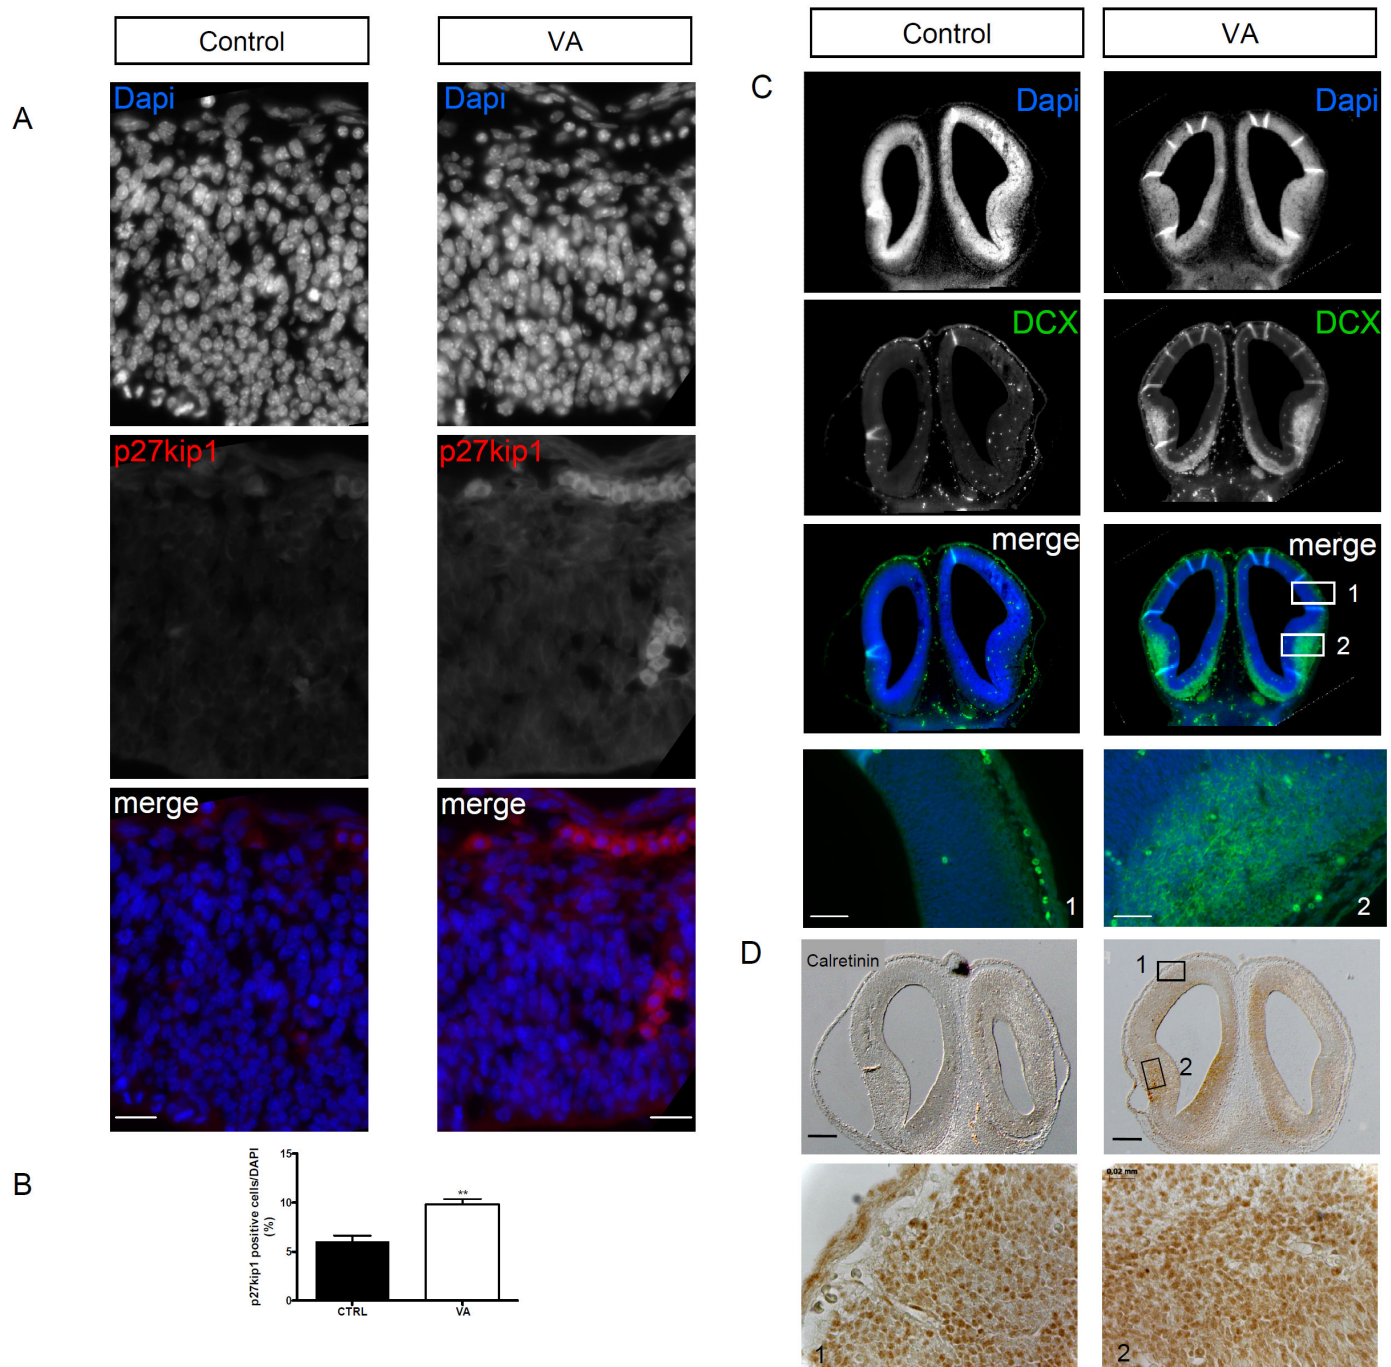 Control
VA
A
Dapi
Dapi
p27kip1
p27kip1
merge
merge
B
p27kip1 positive cells/DAPI
(%)
15
10
5
0
**
CTRL
VA
Control
VA
C
Dapi
Dapi
DCX
DCX
merge
merge
1
2
1
2
D
Calretinin
1
2
1
0.02 mm
2